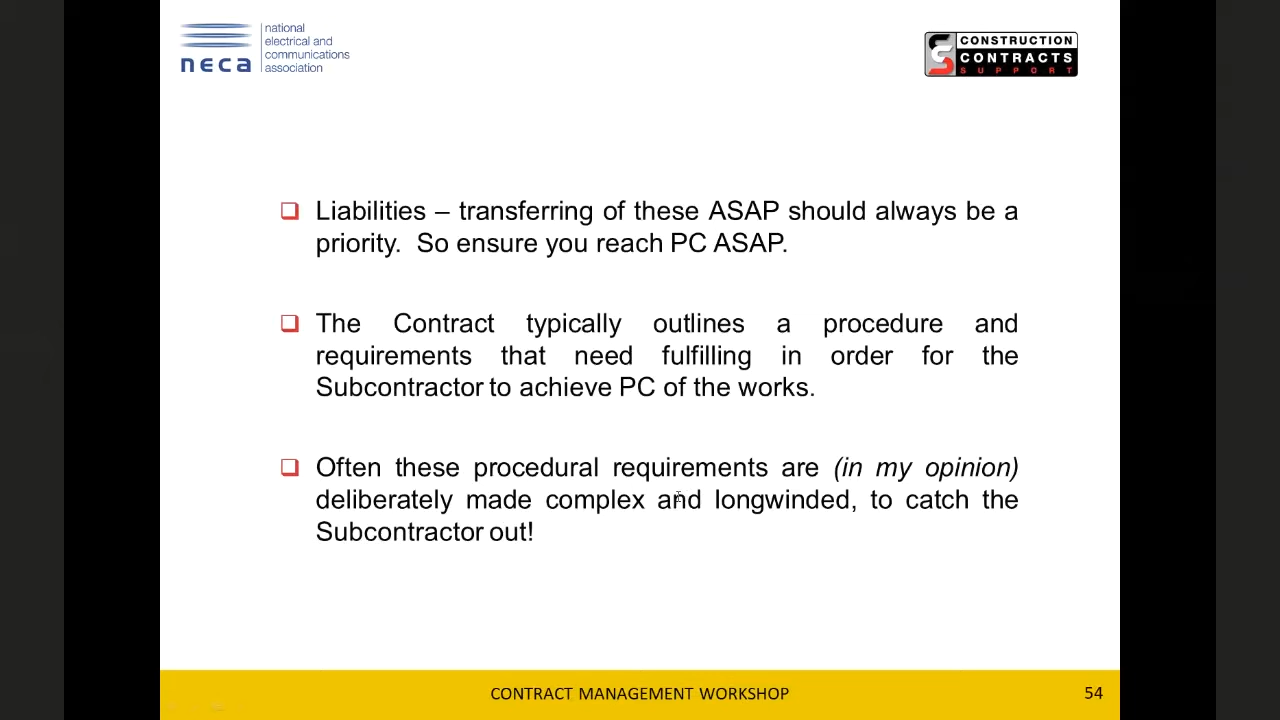 neca
national
electrical and
communications
association
CONSTRUCTION
CONTRACTS
SUPPORT
Liabilities – transferring of these ASAP should always be a
priority. So ensure you reach PC ASAP.
The Contract typically outlines a procedure and
requirements that need fulfilling in order for the
Subcontractor to achieve PC of the works.
Often these procedural requirements are (in my opinion)
deliberately made complex and longwinded, to catch the
Subcontractor out!
CONTRACT MANAGEMENT WORKSHOP
54